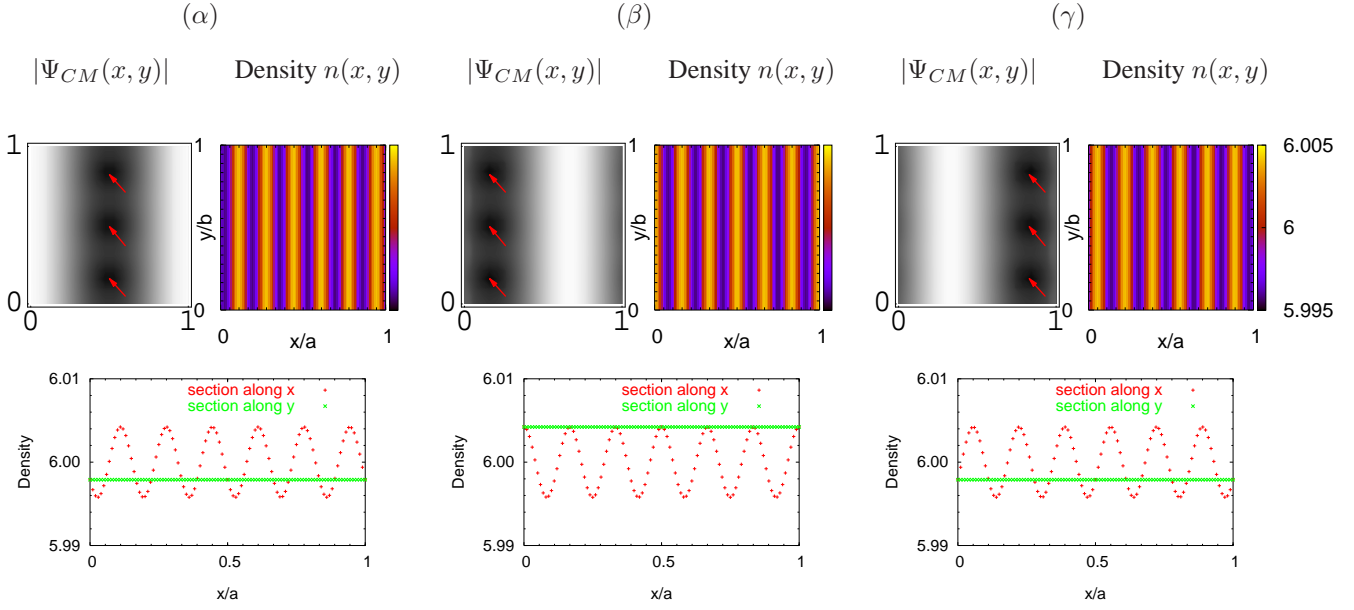 (α) (β) (γ)
|Ψ_CM(x, y)| Density n(x, y) |Ψ_CM(x, y)| Density n(x, y) |Ψ_CM(x, y)| Density n(x, y)
1 1 1 1 1 1 6.005
y/b y/b y/b 6
0 0 0 0 0 0 5.995
0 1 0 1 0 1 0 1 0 1 0 1
x/a x/a x/a
6.01 6.01 6.01
section along x section along x section along x
section along y section along y section along y
Density Density Density
6.00 6.00 6.00
5.99 5.99 5.99
0 0.5 1 0 0.5 1 0 0.5 1
x/a x/a x/a